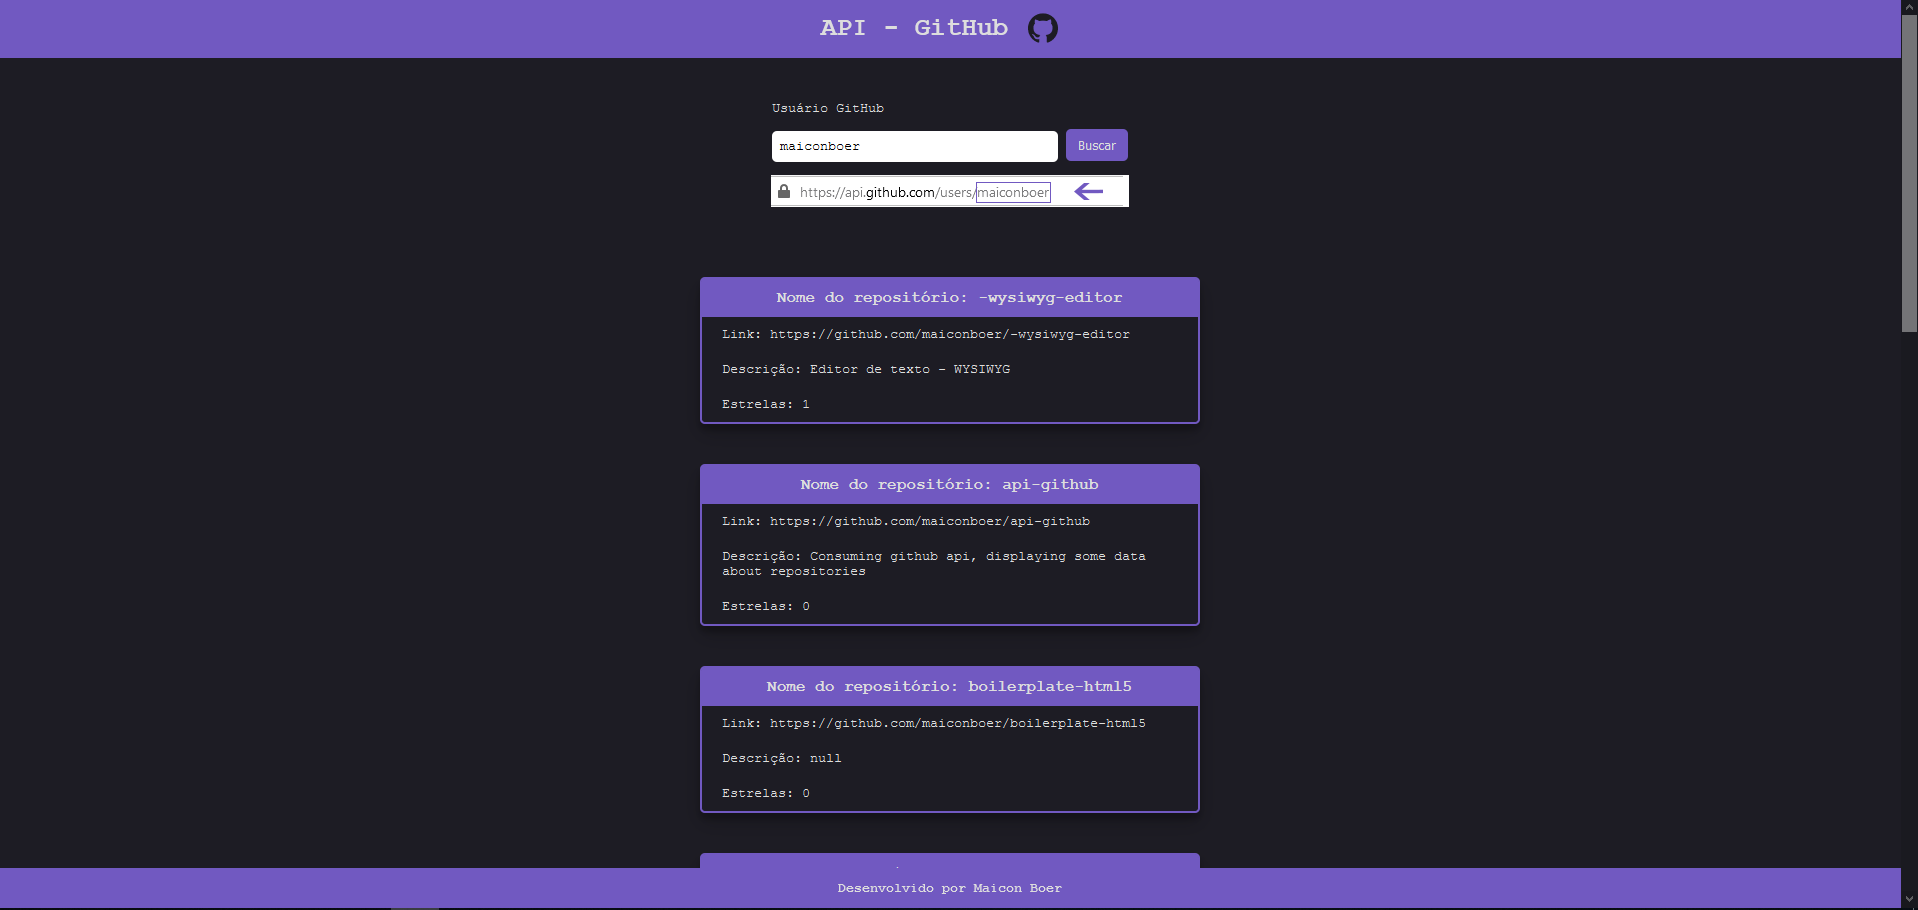 API - GitHub
Usuário GitHub
maiconboer
Buscar
https://api.github.com/users/maiconboer
Nome do repositório: -wysiwyg-editor
Link: https://github.com/maiconboer/-wysiwyg-editor
Descrição: Editor de texto - WYSIWYG
Estrelas: 1
Nome do repositório: api-github
Link: https://github.com/maiconboer/api-github
Descrição: Consuming github api, displaying some data
about repositories
Estrelas: 0
Nome do repositório: boilerplate-html5
Link: https://github.com/maiconboer/boilerplate-html5
Descrição: null
Estrelas: 0
Desenvolvido por Maicon Boer